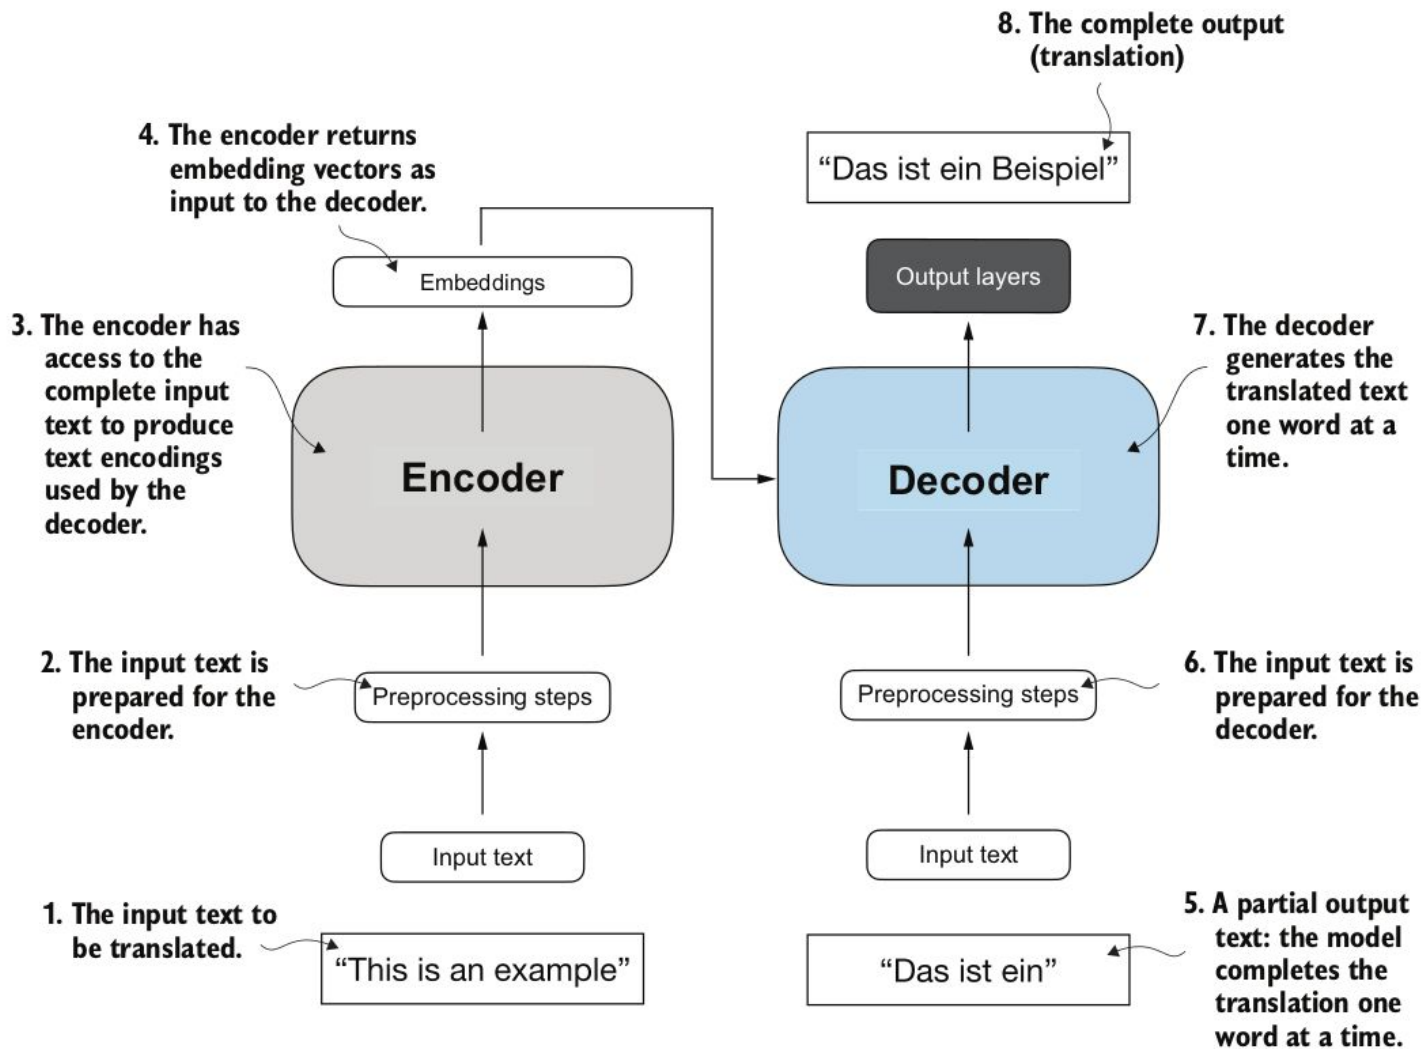 8. The complete output
(translation)
4. The encoder returns
embedding vectors as
input to the decoder.
“Das ist ein Beispiel”
Embeddings
Output layers
3. The encoder has
access to the
complete input
text to produce
text encodings
used by the
decoder.
7. The decoder
generates the
translated text
one word at a
time.
Encoder
Decoder
2. The input text is
prepared for the
encoder.
Preprocessing steps
Preprocessing steps
6. The input text is
prepared for the
decoder.
Input text
Input text
1. The input text to
be translated.
“This is an example”
“Das ist ein”
5. A partial output
text: the model
completes the
translation one
word at a time.